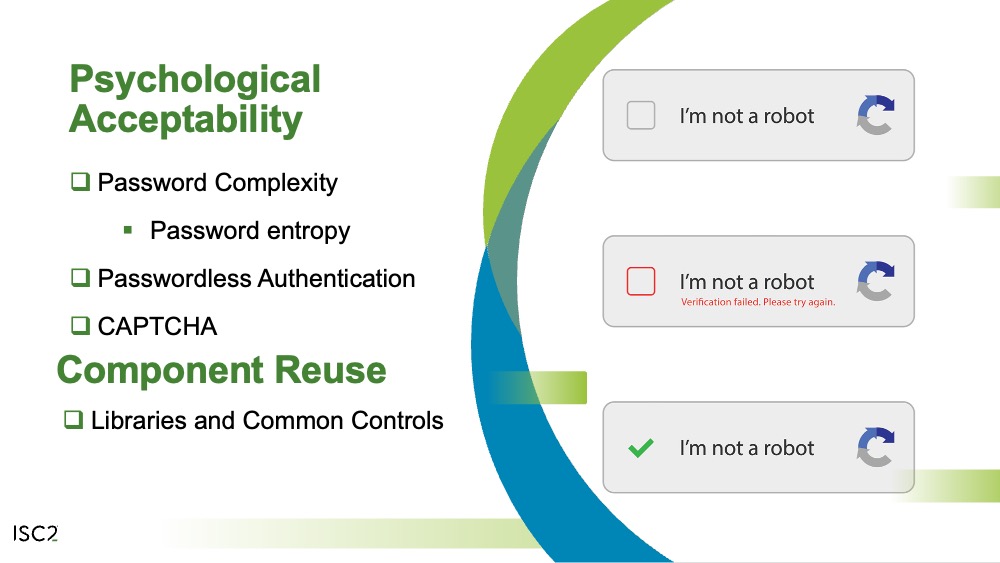 Psychological
Acceptability
Password Complexity
Password entropy
Passwordless Authentication
CAPTCHA
Component Reuse
Libraries and Common Controls
I'm not a robot
I'm not a robot
Verification failed. Please try again.
I'm not a robot
ISC2